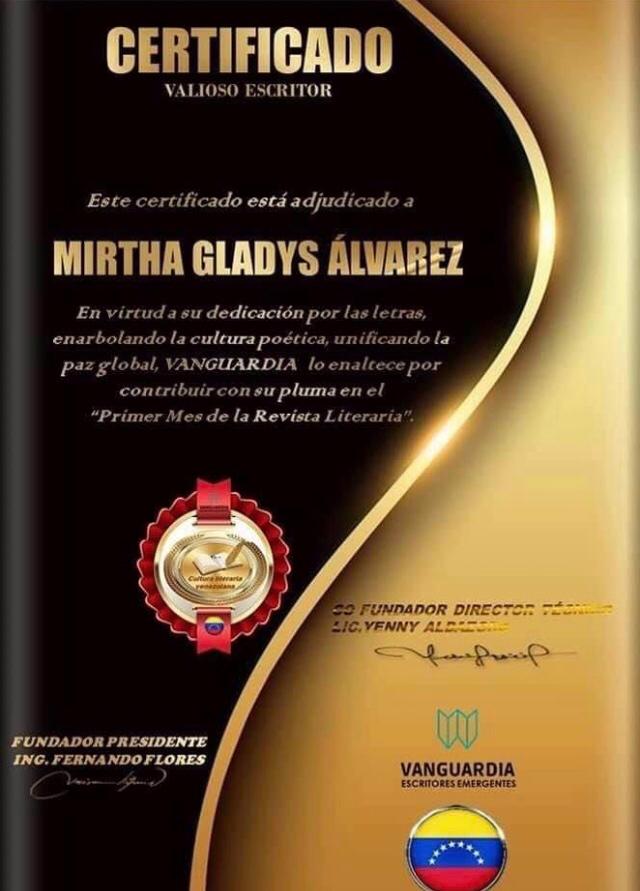 CERTIFICADO
VALIOSO ESCRITOR
Este certificado está adjudicado a
MIRTHA GLADYS ÁLVAREZ
En virtud a su dedicación por las letras,
enarbolando la cultura poética, unificando la
paz global, VANGUARDIA lo enaltece por
contribuir con su pluma en el
"Primer Mes de la Revista Literaria".
Cultura literaria
venezolana
CO FUNDADOR DIRECTOR TÉCNICO
LIC.YENNY
FUNDADOR PRESIDENTE
ING. FERNANDO FLORES
VANGUARDIA
ESCRITORES EMERGENTES